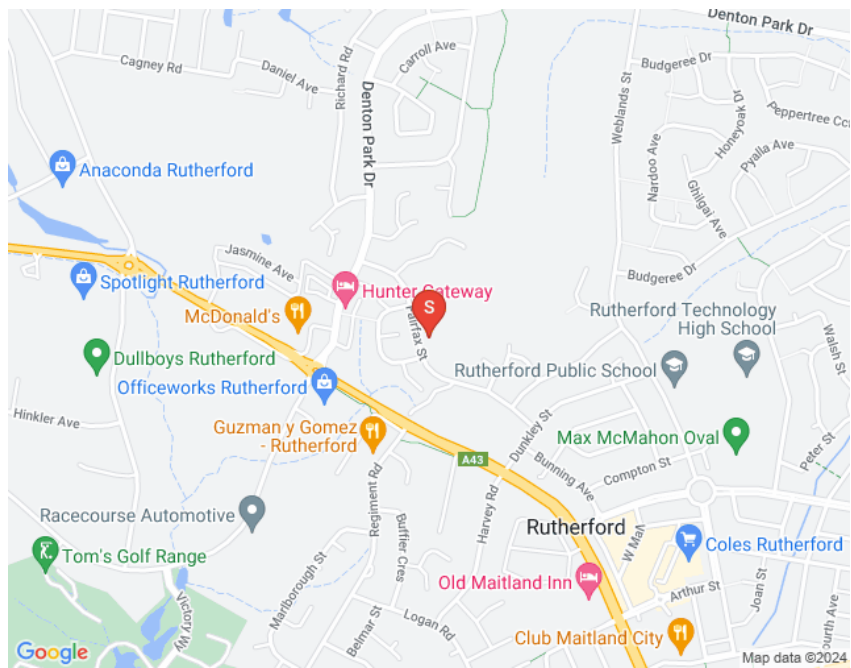 Denton Park Dr
Cagney Rd
Daniel Ave
Richard Rd
Carroll Ave
Denton Park Dr
Budgeree Dr
Weblands St
Honeyoak Dr
Peppertree Cct
Nardoo Ave
Pyalla Ave
Ghilgai Ave
Anaconda Rutherford
Jasmine Ave
Spotlight Rutherford
Hunter Gateway
S
Budgeree Dr
McDonald's
Fairfax St
Rutherford Technology
High School
Walsh St
Dullboys Rutherford
Officeworks Rutherford
Rutherford Public School
Hinkler Ave
Guzman y Gomez
- Rutherford
Dunkley St
Max McMahon Oval
A43
Bunning Ave
Compton St
Peter St
Regiment Rd
Harvey Rd
Racecourse Automotive
Buffier Cres
Rutherford
W May
Coles Rutherford
Tom's Golf Range
Marlborough St
Old Maitland Inn
Arthur St
Joan St
Victory Wy
Belmar St
Logan Rd
Club Maitland City
Fourth Ave
Google
Map data ©2024